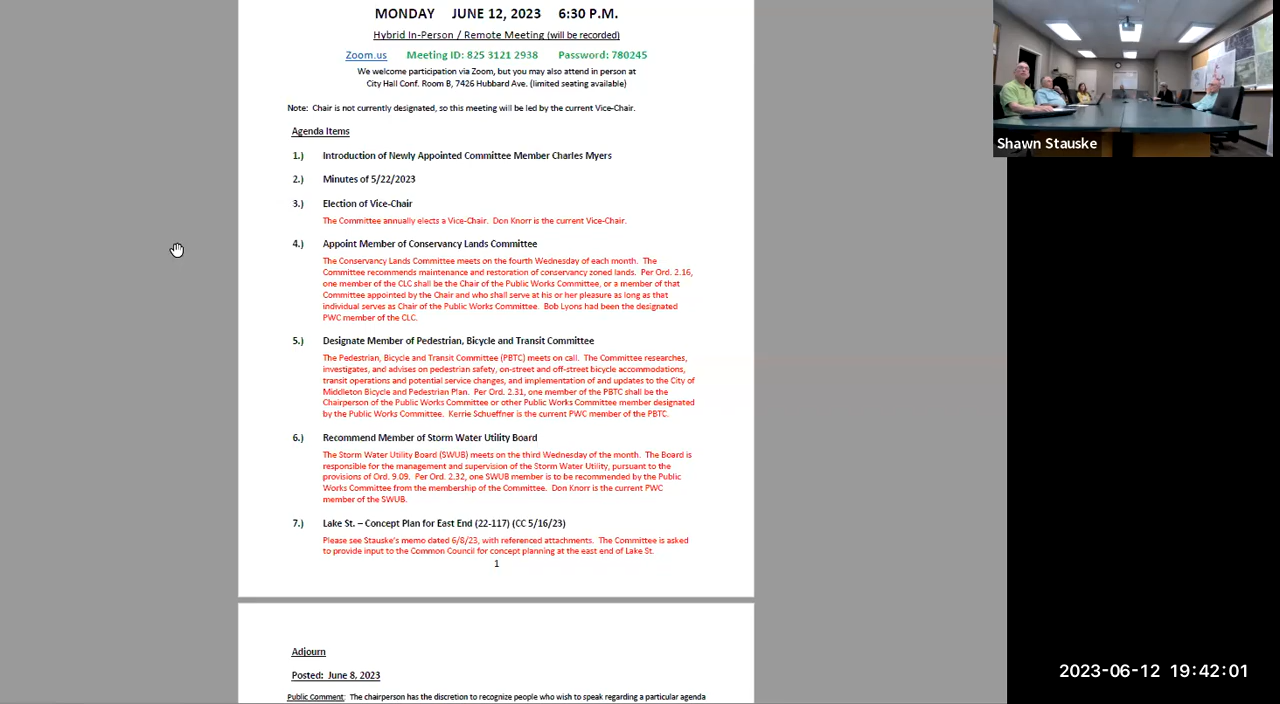 MONDAY JUNE 12, 2023 6:30 P.M.
Hybrid In-Person / Remote Meeting (will be recorded)
Zoom.us Meeting ID: 825 3121 2938 Password: 780245
We welcome participation via Zoom, but you may also attend in person at
City Hall Conf. Room B, 7426 Hubbard Ave. (limited seating available)
Note: Chair is not currently designated, so this meeting will be led by the current Vice-Chair.
Agenda Items
1.) Introduction of Newly Appointed Committee Member Charles Myers
2.) Minutes of 5/22/2023
3.) Election of Vice-Chair
The Committee annually elects a Vice-Chair. Don Knorr is the current Vice-Chair.
4.) Appoint Member of Conservancy Lands Committee
The Conservancy Lands Committee meets on the fourth Wednesday of each month. The
Committee recommends maintenance and restoration of conservancy zoned lands. Per Ord. 2.16,
one member of the CLC shall be the Chair of the Public Works Committee, or a member of that
Committee appointed by the Chair and who shall serve at his or her pleasure as long as that
individual serves as Chair of the Public Works Committee. Bob Lyons had been the designated
PWC member of the CLC.
5.) Designate Member of Pedestrian, Bicycle and Transit Committee
The Pedestrian, Bicycle and Transit Committee (PBTC) meets on call. The Committee researches,
investigates, and advises on pedestrian safety, on-street and off-street bicycle accommodations,
transit operations and potential service changes, and implementation of and updates to the City of
Middleton Bicycle and Pedestrian Plan. Per Ord. 2.31, one member of the PBTC shall be the
Chairperson of the Public Works Committee or other Public Works Committee member designated
by the Public Works Committee. Kerrie Schueffner is the current PWC member of the PBTC.
6.) Recommend Member of Storm Water Utility Board
The Storm Water Utility Board (SWUB) meets on the third Wednesday of the month. The Board is
responsible for the management and supervision of the Storm Water Utility, pursuant to the
provisions of Ord. 9.09. Per Ord. 2.32, one SWUB member is to be recommended by the Public
Works Committee from the membership of the Committee. Don Knorr is the current PWC
member of the SWUB.
7.) Lake St. – Concept Plan for East End (22-117) (CC 5/16/23)
Please see Stauske's memo dated 6/8/23, with referenced attachments. The Committee is asked
to provide input to the Common Council for concept planning at the east end of Lake St.
1
Adjourn
Posted: June 8, 2023
Public Comment: The chairperson has the discretion to recognize people who wish to speak regarding a particular agenda
Shawn Stauske
2023-06-12 19:42:01